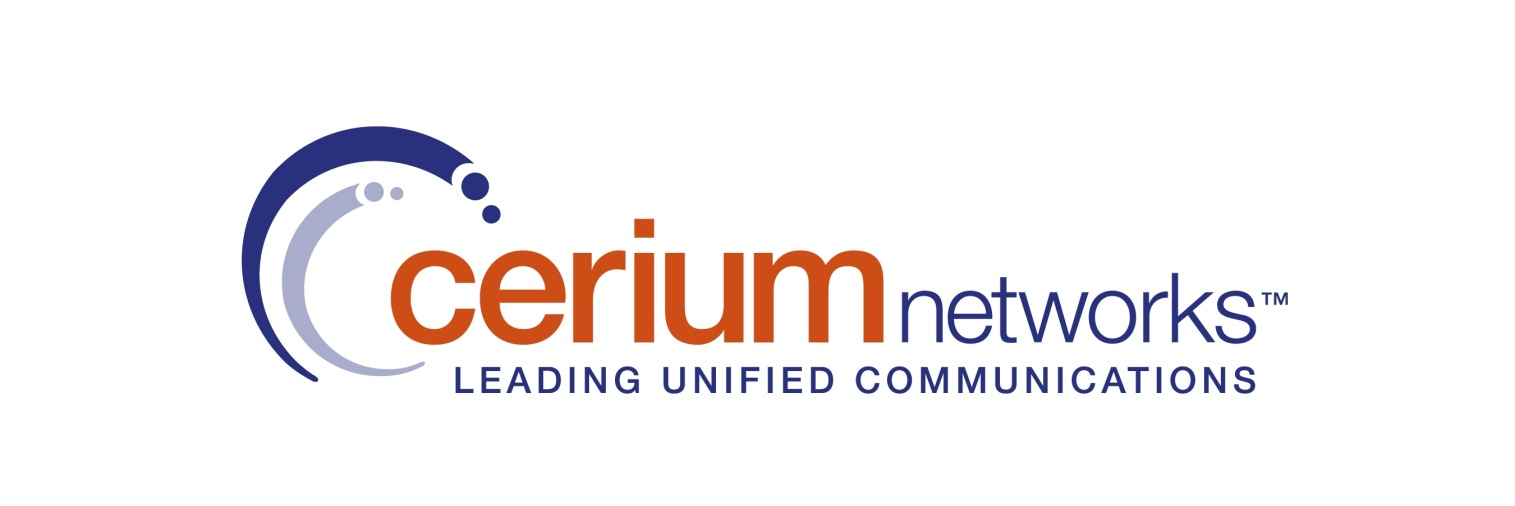 cerium networks™
LEADING UNIFIED COMMUNICATIONS